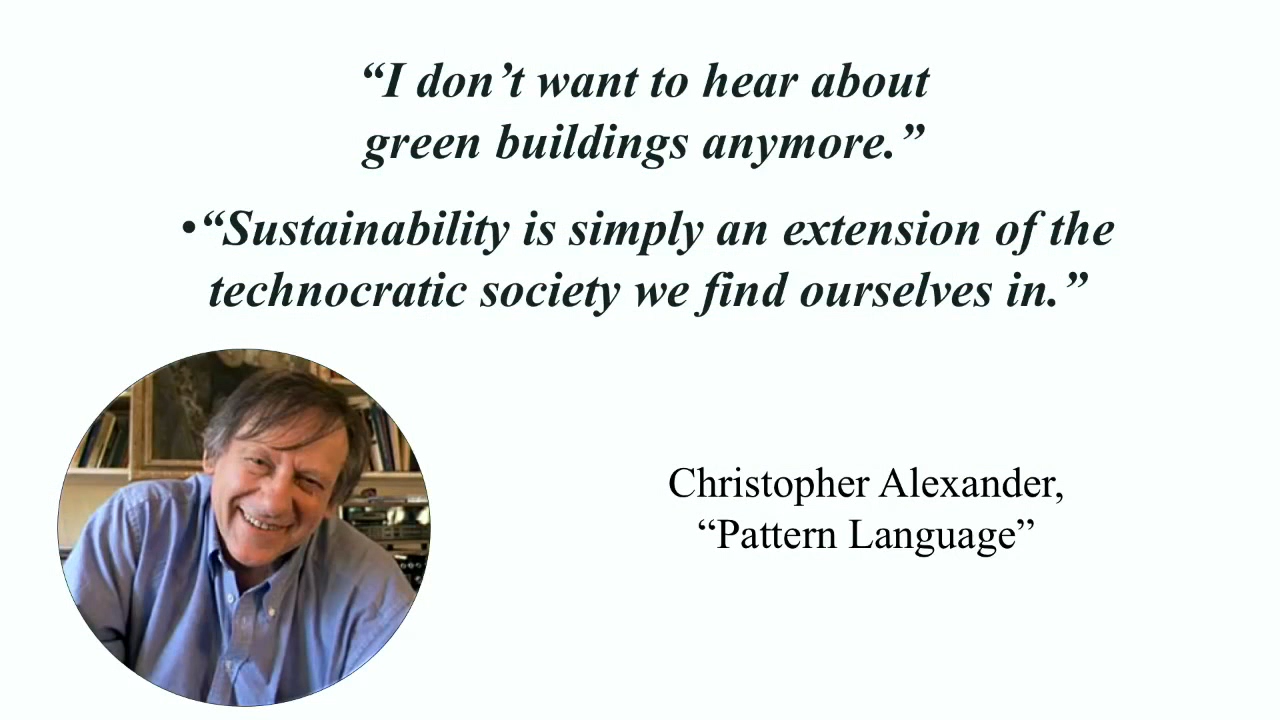 “I don’t want to hear about
green buildings anymore.”
•“Sustainability is simply an extension of the
technocratic society we find ourselves in.”
Christopher Alexander,
“Pattern Language”